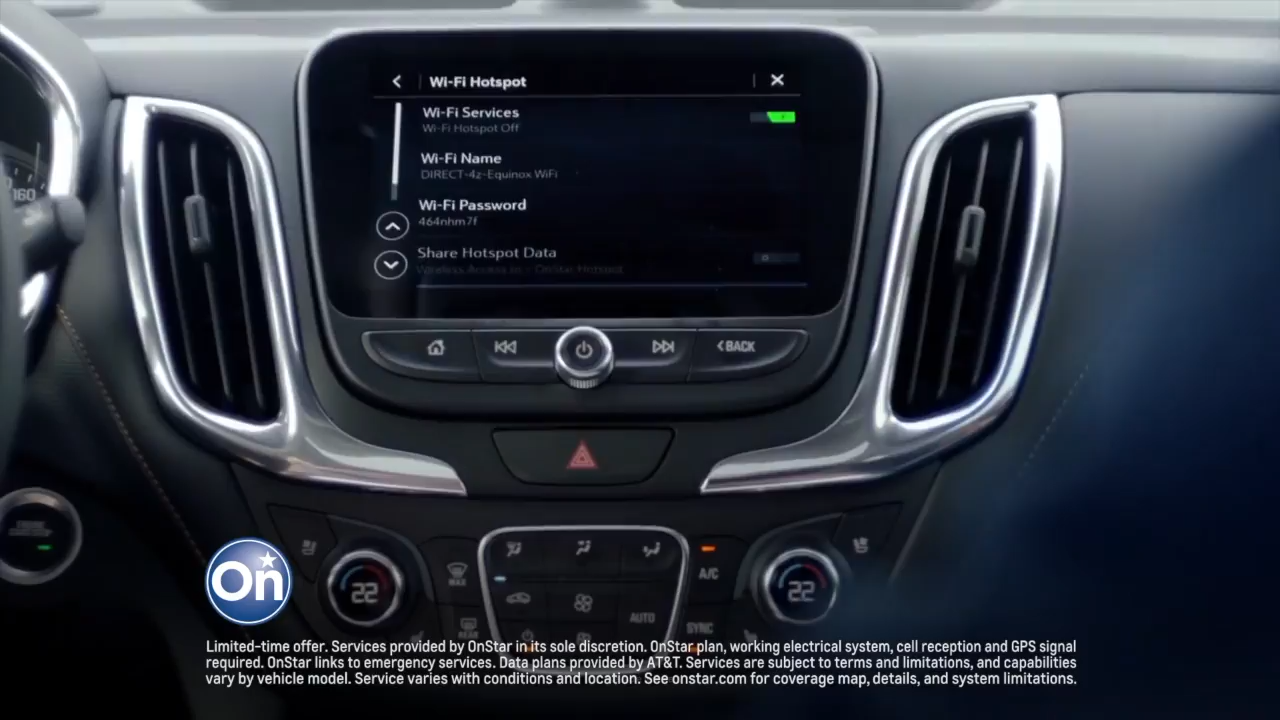 Wi-Fi Hotspot
Wi-Fi Services
Wi-Fi Hotspot Off
Wi-Fi Name
DIRECT-4z-Equinox WiFi
Wi-Fi Password
464nhm7f
Share Hotspot Data
160
BACK
22
MAX
A/C
22
AUTO
SYNC
REAR
On
Limited-time offer. Services provided by OnStar in its sole discretion. OnStar plan, working electrical system, cell reception and GPS signal
required. OnStar links to emergency services. Data plans provided by AT&T. Services are subject to terms and limitations, and capabilities
vary by vehicle model. Service varies with conditions and location. See onstar.com for coverage map, details, and system limitations.